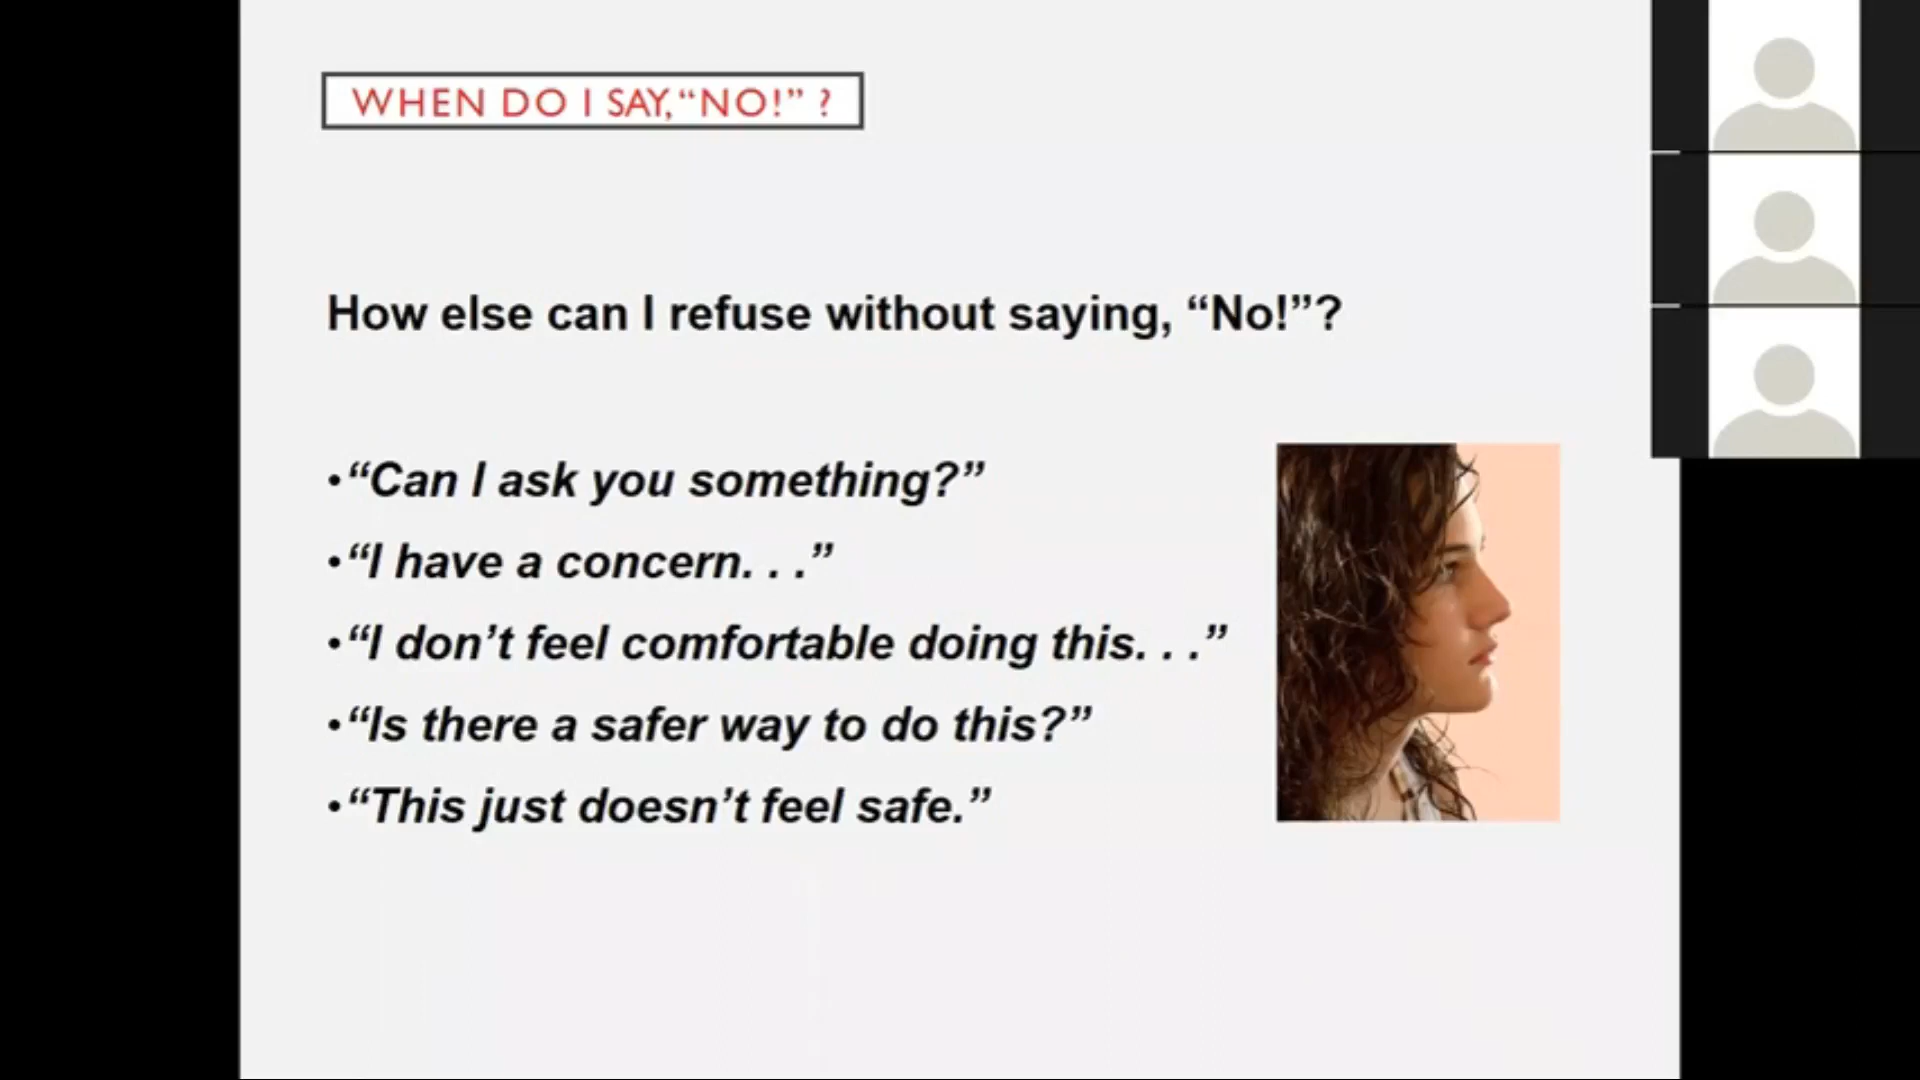 WHEN DO I SAY, “NO!” ?
How else can I refuse without saying, “No!”?
•“Can I ask you something?”
•“I have a concern. . .”
•“I don’t feel comfortable doing this. . .”
•“Is there a safer way to do this?”
•“This just doesn’t feel safe.”